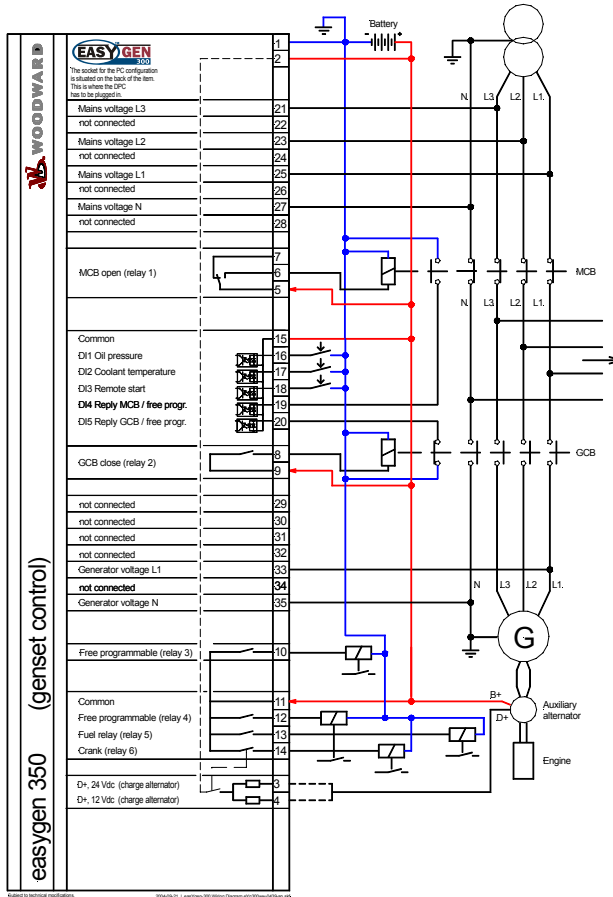 WOODWARD
easygen 350 (genset control)
EASY GEN
300
The socket for the PC configuration
is situated on the back of the item.
This is where the DPC
has to be plugged in.
1
2
Mains voltage L3 21
not connected 22
Mains voltage L2 23
not connected 24
Mains voltage L1 25
not connected 26
Mains voltage N 27
not connected 28
7
MCB open (relay 1) 6
5
Common 15
DI1 Oil pressure 16
DI2 Coolant temperature 17
DI3 Remote start 18
DI4 Reply MCB / free progr. 19
DI5 Reply GCB / free progr. 20
8
GCB close (relay 2)
9
not connected 29
not connected 30
not connected 31
not connected 32
Generator voltage L1 33
not connected 34
Generator voltage N 35
Free programmable (relay 3) 10
Common 11
Free programmable (relay 4) 12
Fuel relay (relay 5) 13
Crank (relay 6) 14
D+, 24 Vdc (charge alternator) 3
D+, 12 Vdc (charge alternator) 4
Battery
N. L3. L2. L1.
MCB
N. L3. L2. L1.
GCB
N L3 L2 L1.
G
B+
D+
Auxiliary
alternator
Engine
Subject to technical modifications.